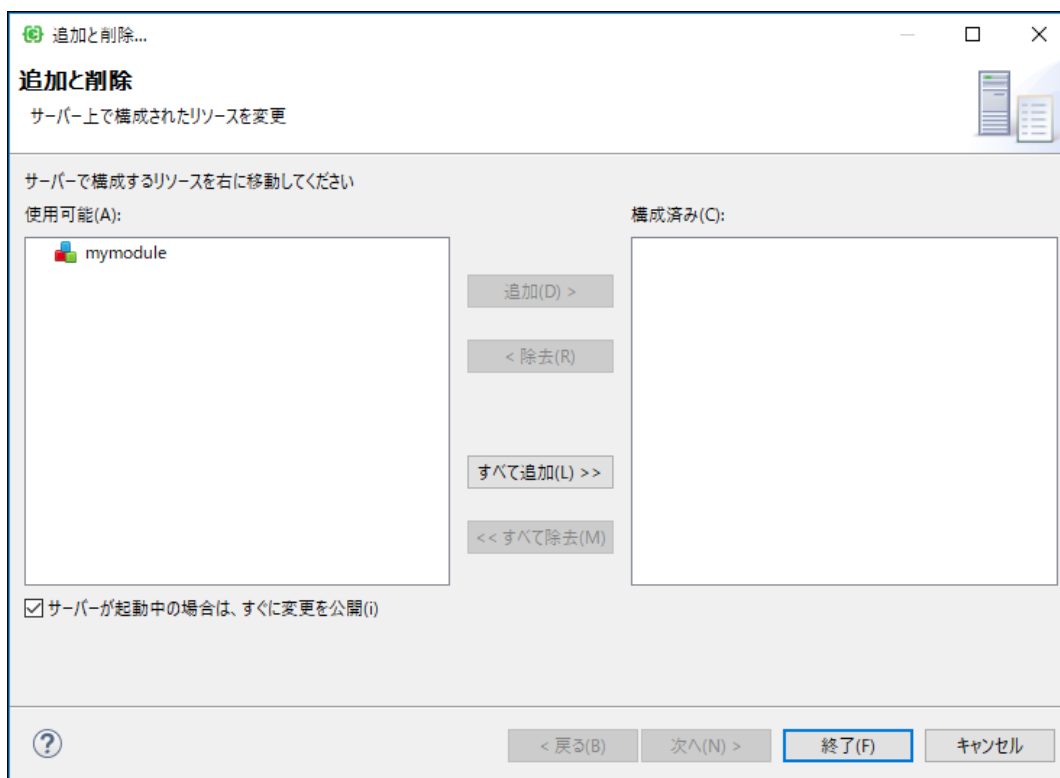 追加と削除...
追加と削除
サーバー上で構成されたリソースを変更
サーバーで構成するリソースを右に移動してください
使用可能(A):
構成済み(C):
mymodule
追加(D) >
< 除去(R)
すべて追加(L) >>
<< すべて除去(M)
サーバーが起動中の場合は、すぐに変更を公開(i)
< 戻る(B)
次へ(N) >
終了(F)
キャンセル